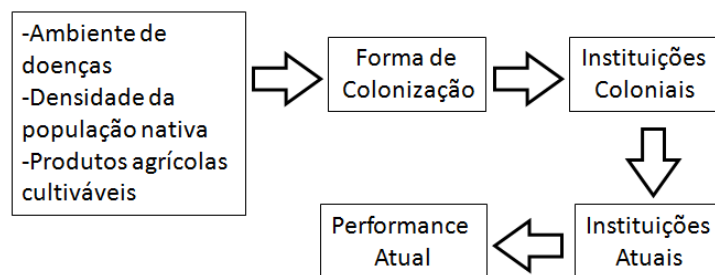 -Ambiente de
doenças
-Densidade da
população nativa
-Produtos agrícolas
cultiváveis
Forma de
Colonização
Instituições
Coloniais
Instituições
Atuais
Performance
Atual